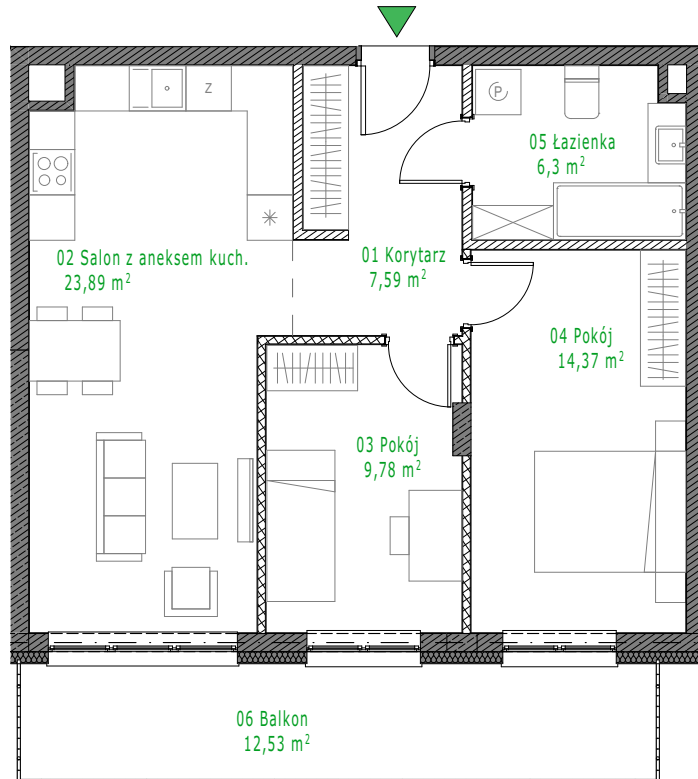 Z
P
05 Łazienka
6,3 m²
02 Salon z aneksem kuch.
23,89 m²
01 Korytarz
7,59 m²
04 Pokój
14,37 m²
03 Pokój
9,78 m²
06 Balkon
12,53 m²